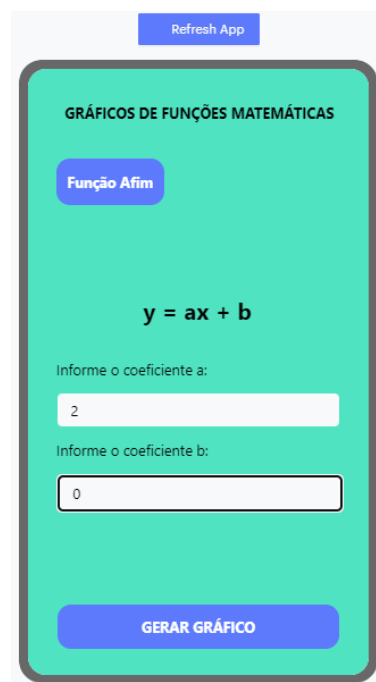 Refresh App
GRÁFICOS DE FUNÇÕES MATEMÁTICAS
Função Afim
y = ax + b
Informe o coeficiente a:
2
Informe o coeficiente b:
0
GERAR GRÁFICO